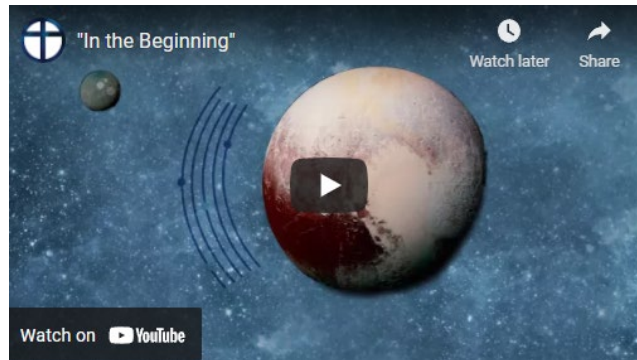 "In the Beginning"
Watch later
Share
Watch on YouTube